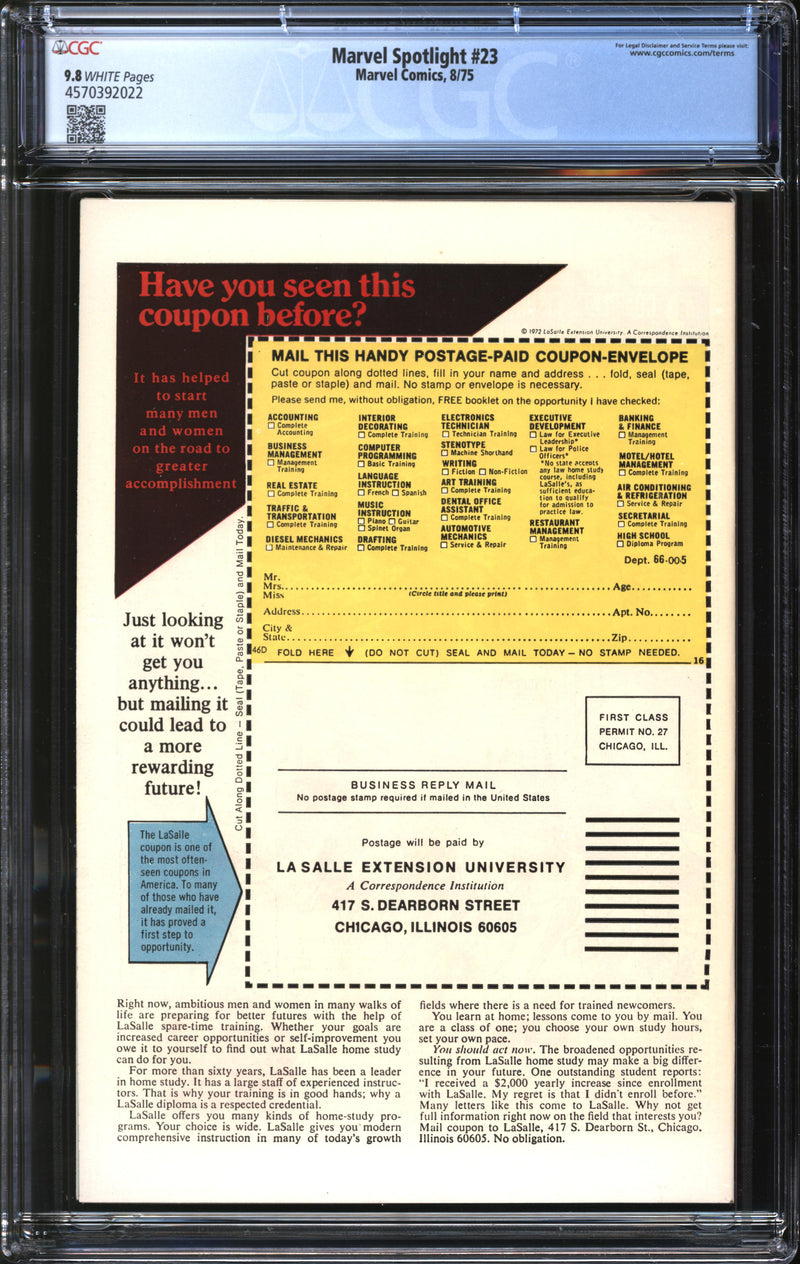 CGC
9.8 WHITE Pages
4570392022
Marvel Spotlight #23
Marvel Comics, 8/75
For Legal Disclaimer and Service Terms please visit:
www.cgccomics.com/terms
CGC
Have you seen this
coupon before?
© 1972 LaSalle Extension University. A Correspondence Institution
It has helped
to start
many men
and women
on the road to
greater
accomplishment
MAIL THIS HANDY POSTAGE-PAID COUPON-ENVELOPE
Cut coupon along dotted lines, fill in your name and address . . . fold, seal (tape,
paste or staple) and mail. No stamp or envelope is necessary.
Please send me, without obligation, FREE booklet on the opportunity I have checked:
ACCOUNTING
Complete
Accounting
BUSINESS
MANAGEMENT
Management
Training
REAL ESTATE
Complete Training
TRAFFIC &
TRANSPORTATION
Complete Training
DIESEL MECHANICS
Maintenance & Repair
INTERIOR
DECORATING
Complete Training
COMPUTER
PROGRAMMING
Basic Training
LANGUAGE
INSTRUCTION
French Spanish
MUSIC
INSTRUCTION
Piano Guitar
Spinet Organ
DRAFTING
Complete Training
ELECTRONICS
TECHNICIAN
Technician Training
STENOTYPE
Machine Shorthand
WRITING
Fiction Non-Fiction
ART TRAINING
Complete Training
DENTAL OFFICE
ASSISTANT
Complete Training
AUTOMOTIVE
MECHANICS
Service & Repair
EXECUTIVE
DEVELOPMENT
Law for Executive
Leadership*
Law for Police
Officers*
*No state accepts
any law home study
course, including
LaSalle's, as
sufficient educa-
tion to qualify
for admission to
practice law.
RESTAURANT
MANAGEMENT
Management
Training
BANKING
& FINANCE
Management
Training
MOTEL/HOTEL
MANAGEMENT
Complete Training
AIR CONDITIONING
& REFRIGERATION
Service & Repair
SECRETARIAL
Complete Training
HIGH SCHOOL
Diploma Program
Dept. 66-005
Mr.
Mrs. Age
Miss (Circle title and please print)
Address Apt. No.
City &
State Zip
46D FOLD HERE (DO NOT CUT) SEAL AND MAIL TODAY — NO STAMP NEEDED.
16
Cut Along Dotted Line — Seal (Tape, Paste or Staple) and Mail Today.
Just looking
at it won't
get you
anything...
but mailing it
could lead to
a more
rewarding
future!
FIRST CLASS
PERMIT NO. 27
CHICAGO, ILL.
BUSINESS REPLY MAIL
No postage stamp required if mailed in the United States
Postage will be paid by
LA SALLE EXTENSION UNIVERSITY
A Correspondence Institution
417 S. DEARBORN STREET
CHICAGO, ILLINOIS 60605
The LaSalle
coupon is one of
the most often-
seen coupons in
America. To many
of those who have
already mailed it,
it has proved a
first step to
opportunity.
Right now, ambitious men and women in many walks of
life are preparing for better futures with the help of
LaSalle spare-time training. Whether your goals are
increased career opportunities or self-improvement you
owe it to yourself to find out what LaSalle home study
can do for you.
For more than sixty years, LaSalle has been a leader
in home study. It has a large staff of experienced instruc-
tors. That is why your training is in good hands; why a
LaSalle diploma is a respected credential.
LaSalle offers you many kinds of home-study pro-
grams. Your choice is wide. LaSalle gives you modern
comprehensive instruction in many of today's growth
fields where there is a need for trained newcomers.
You learn at home; lessons come to you by mail. You
are a class of one; you choose your own study hours,
set your own pace.
You should act now. The broadened opportunities re-
sulting from LaSalle home study may make a big differ-
ence in your future. One outstanding student reports:
"I received a $2,000 yearly increase since enrollment
with LaSalle. My regret is that I didn't enroll before."
Many letters like this come to LaSalle. Why not get
full information right now on the field that interests you?
Mail coupon to LaSalle, 417 S. Dearborn St., Chicago,
Illinois 60605. No obligation.